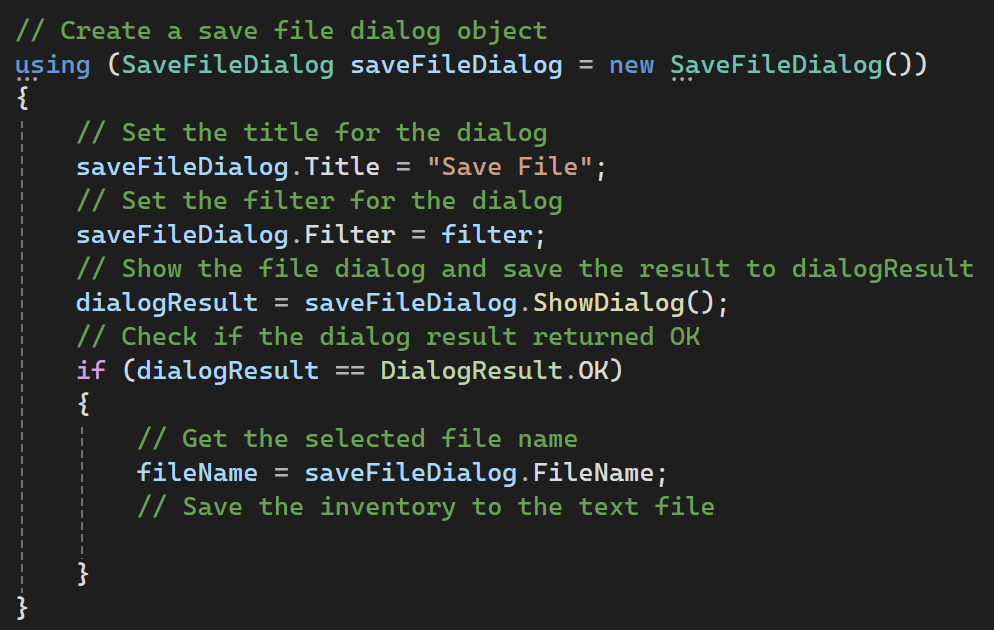 // Create a save file dialog object
using (SaveFileDialog saveFileDialog = new SaveFileDialog())
{
    // Set the title for the dialog
    saveFileDialog.Title = "Save File";
    // Set the filter for the dialog
    saveFileDialog.Filter = filter;
    // Show the file dialog and save the result to dialogResult
    dialogResult = saveFileDialog.ShowDialog();
    // Check if the dialog result returned OK
    if (dialogResult == DialogResult.OK)
    {
        // Get the selected file name
        fileName = saveFileDialog.FileName;
        // Save the inventory to the text file
    }
}